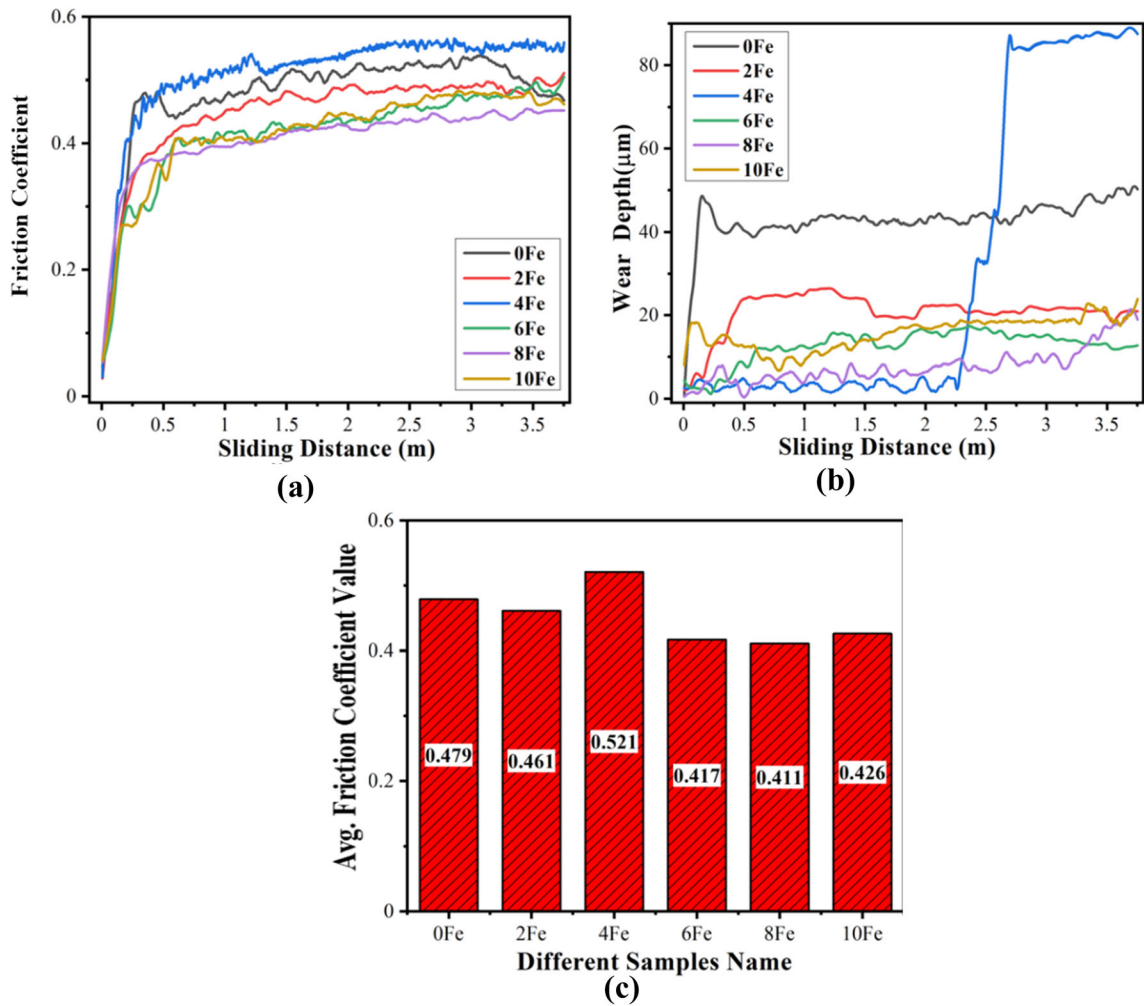 (a)
0.6
0.4
0.2
0
Friction Coefficient
0Fe
2Fe
4Fe
6Fe
8Fe
10Fe
0 0.5 1 1.5 2 2.5 3 3.5
Sliding Distance (m)
(a)
80
60
40
20
0
Wear Depth(μm)
0Fe
2Fe
4Fe
6Fe
8Fe
10Fe
0 0.5 1 1.5 2 2.5 3 3.5
Sliding Distance (m)
(b)
0.6
0.4
0.2
0
Avg. Friction Coefficient Value
0.479 0.461 0.521 0.417 0.411 0.426
0Fe 2Fe 4Fe 6Fe 8Fe 10Fe
Different Samples Name
(c)